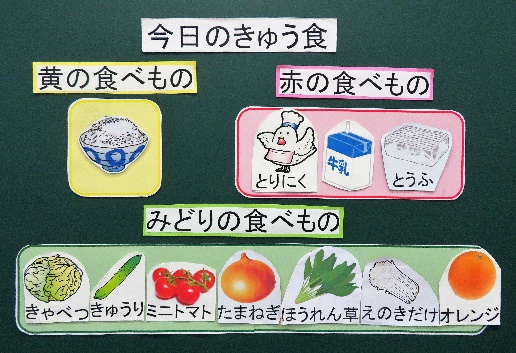 今日のきゅう食
黄の食べもの
赤の食べもの
とりにく
牛乳
とうふ
みどりの食べもの
きゃべつ
きゅうり
ミニトマト
たまねぎ
ほうれん草
えのきだけ
オレンジ